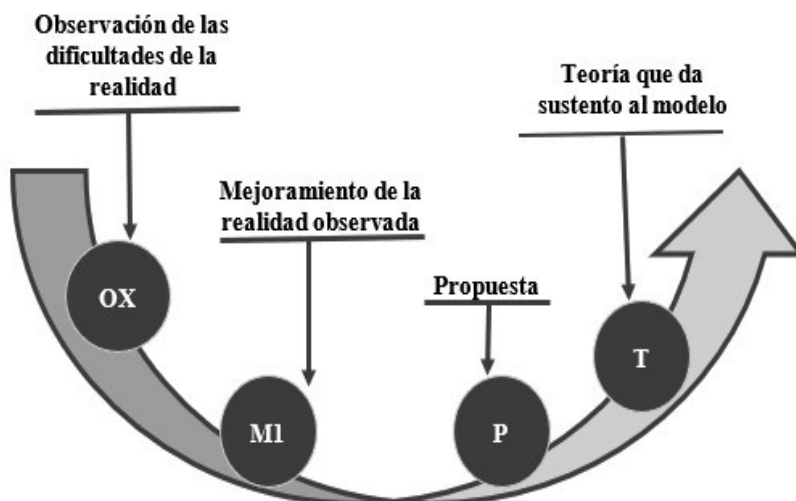 Observación de las
dificultades de la
realidad
OX
Mejoramiento de la
realidad observada
M1
Propuesta
P
Teoría que da
sustento al modelo
T